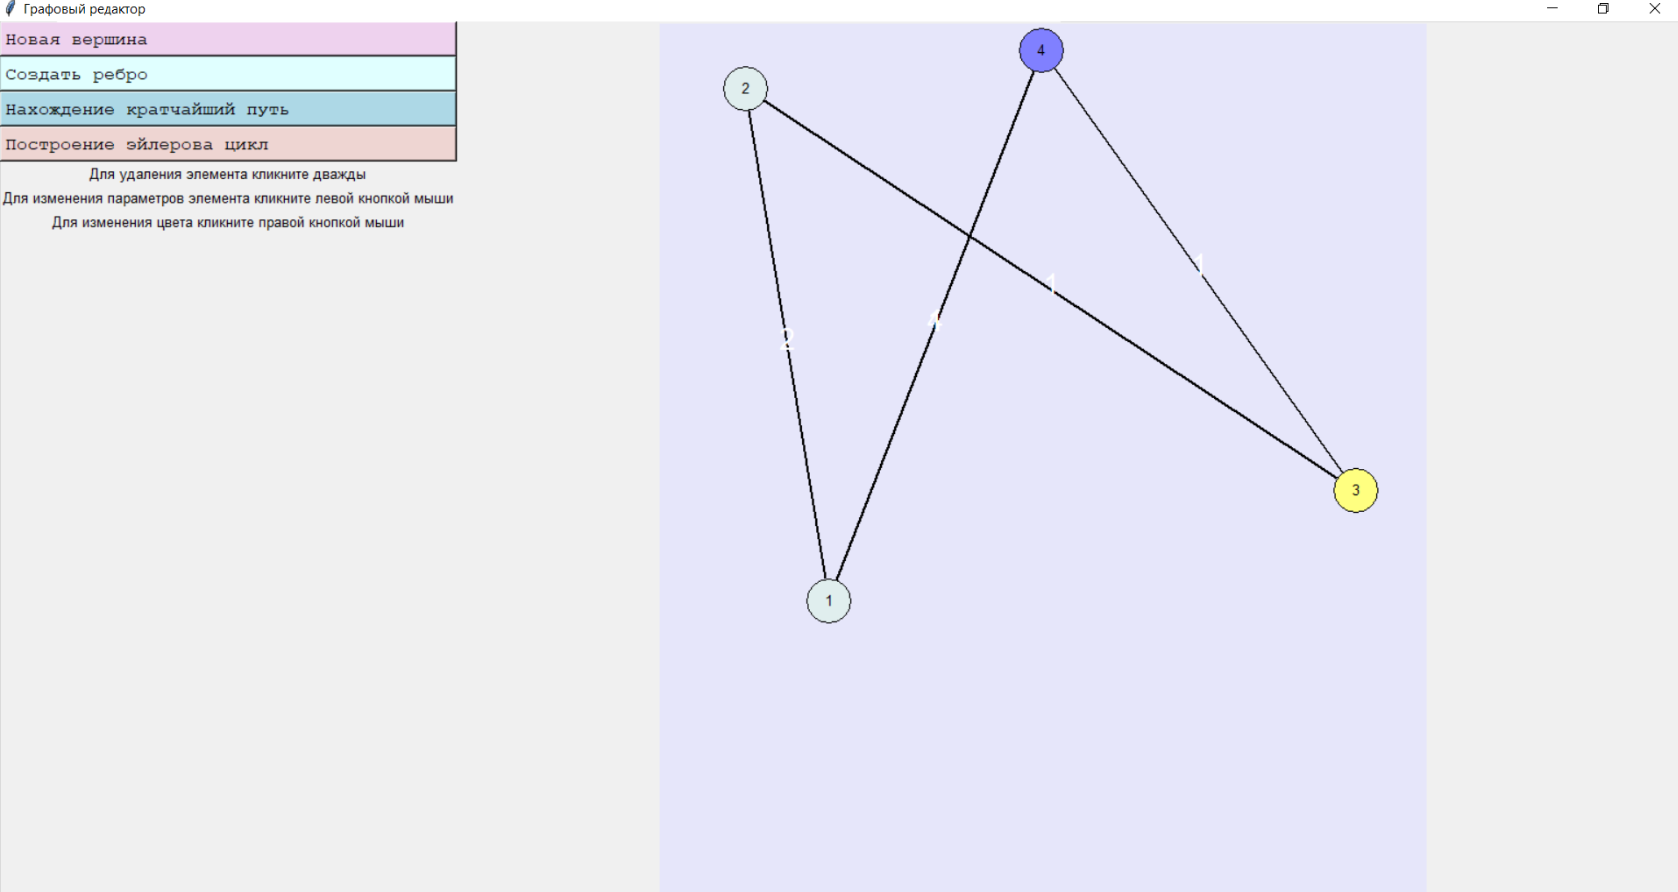 Графовый редактор
Новая вершина
Создать ребро
Нахождение кратчайший путь
Построение эйлерова цикл
Для удаления элемента кликните дважды
Для изменения параметров элемента кликните левой кнопкой мыши
Для изменения цвета кликните правой кнопкой мыши
4
2
1
1
2
3
1